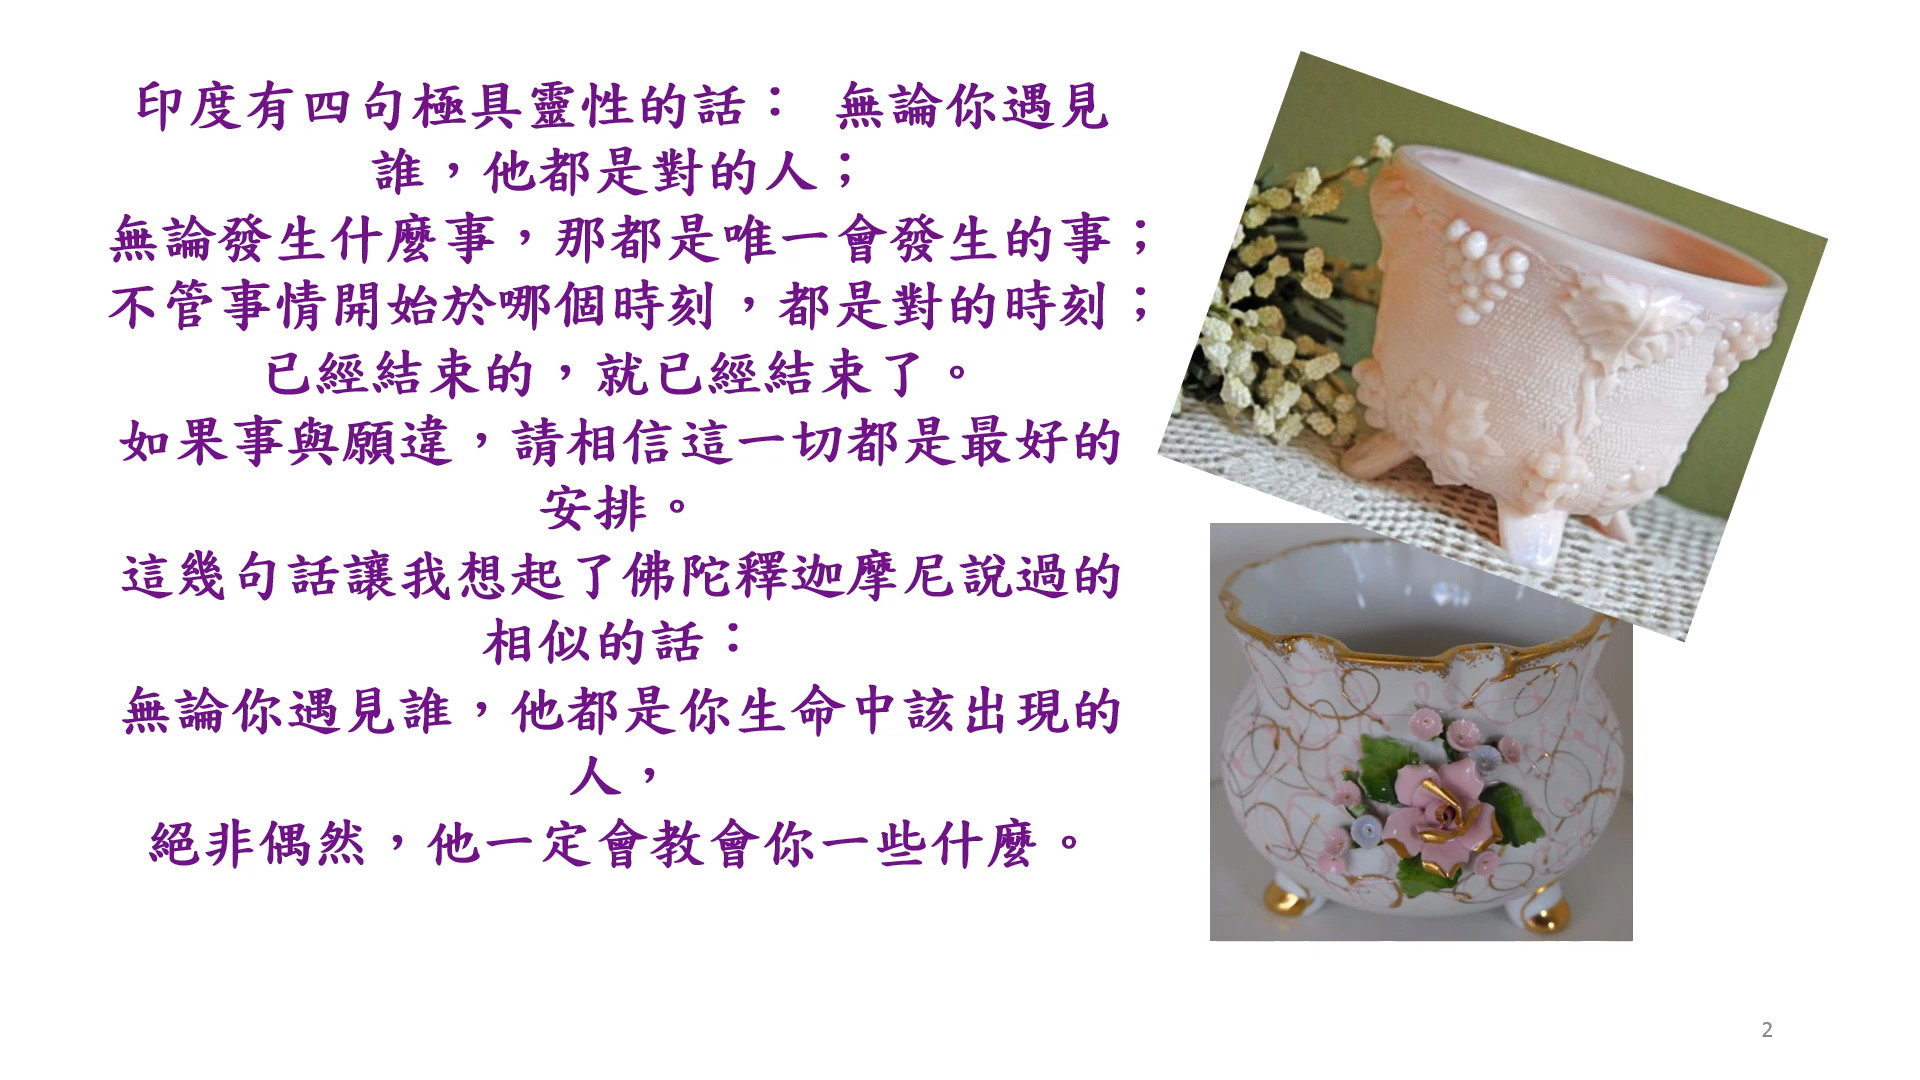 印度有四句極具靈性的話： 無論你遇見
誰，他都是對的人；
無論發生什麼事，那都是唯一會發生的事；
不管事情開始於哪個時刻，都是對的時刻；
已經結束的，就已經結束了。
如果事與願違，請相信這一切都是最好的
安排。
這幾句話讓我想起了佛陀釋迦摩尼說過的
相似的話：
無論你遇見誰，他都是你生命中該出現的
人，
絕非偶然，他一定會教會你一些什麼。
2